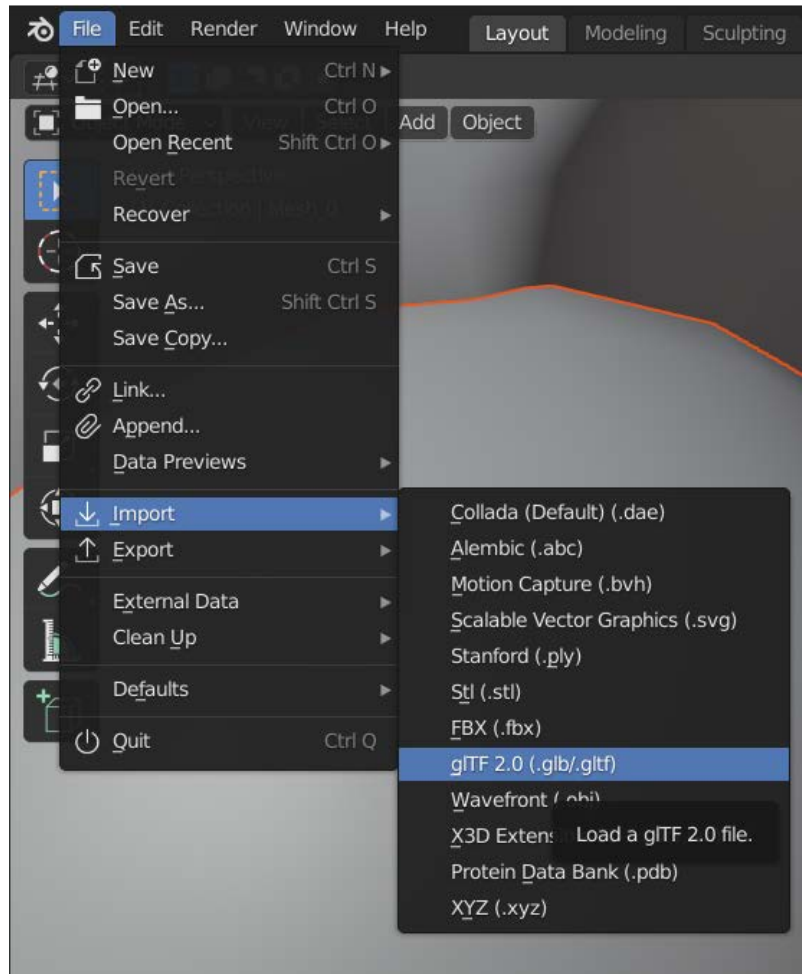 File Edit Render Window Help Layout Modeling Sculpting
New Ctrl N
Open... Ctrl O
Add Object
Open Recent Shift Ctrl O
Revert
Recover
Save Ctrl S
Save As... Shift Ctrl S
Save Copy...
Link...
Append...
Data Previews
Import
Export
External Data
Clean Up
Defaults
Quit Ctrl Q
Collada (Default) (.dae)
Alembic (.abc)
Motion Capture (.bvh)
Scalable Vector Graphics (.svg)
Stanford (.ply)
Stl (.stl)
FBX (.fbx)
glTF 2.0 (.glb/.gltf)
Wavefront (.obj)
X3D
Load a glTF 2.0 file.
Protein Data Bank (.pdb)
XYZ (.xyz)